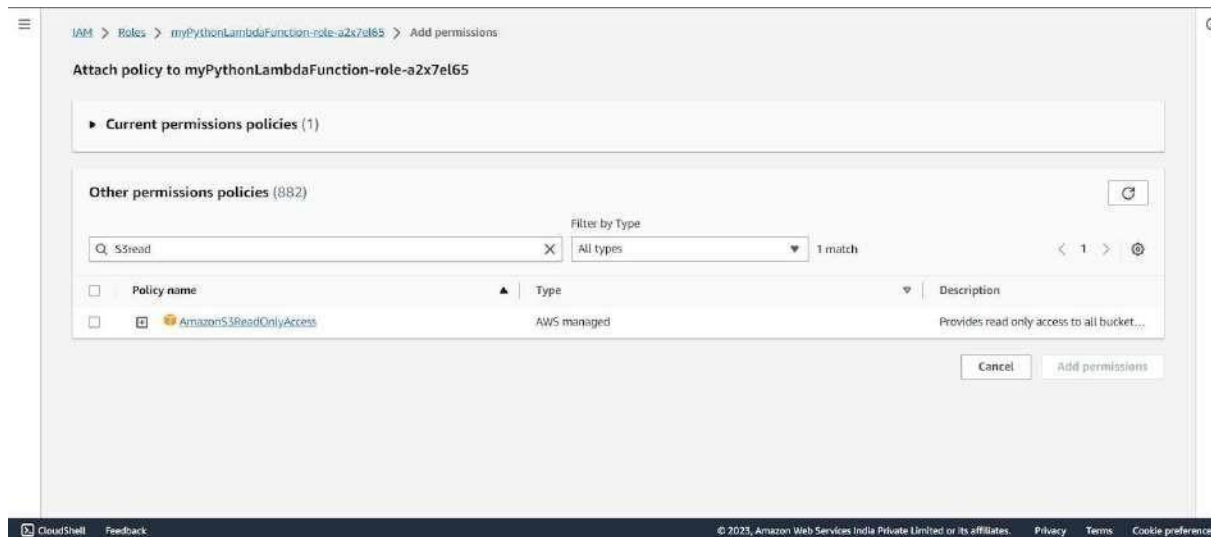 IAM > Roles > myPythonLambdaFunction-role-a2x7el65 > Add permissions
Attach policy to myPythonLambdaFunction-role-a2x7el65
Current permissions policies (1)
Other permissions policies (882)
Filter by Type
S3read All types 1 match < 1 >
Policy name Type Description
AmazonS3ReadOnlyAccess AWS managed Provides read only access to all bucket...
Cancel Add permissions
CloudShell Feedback © 2023, Amazon Web Services India Private Limited or its affiliates. Privacy Terms Cookie preference